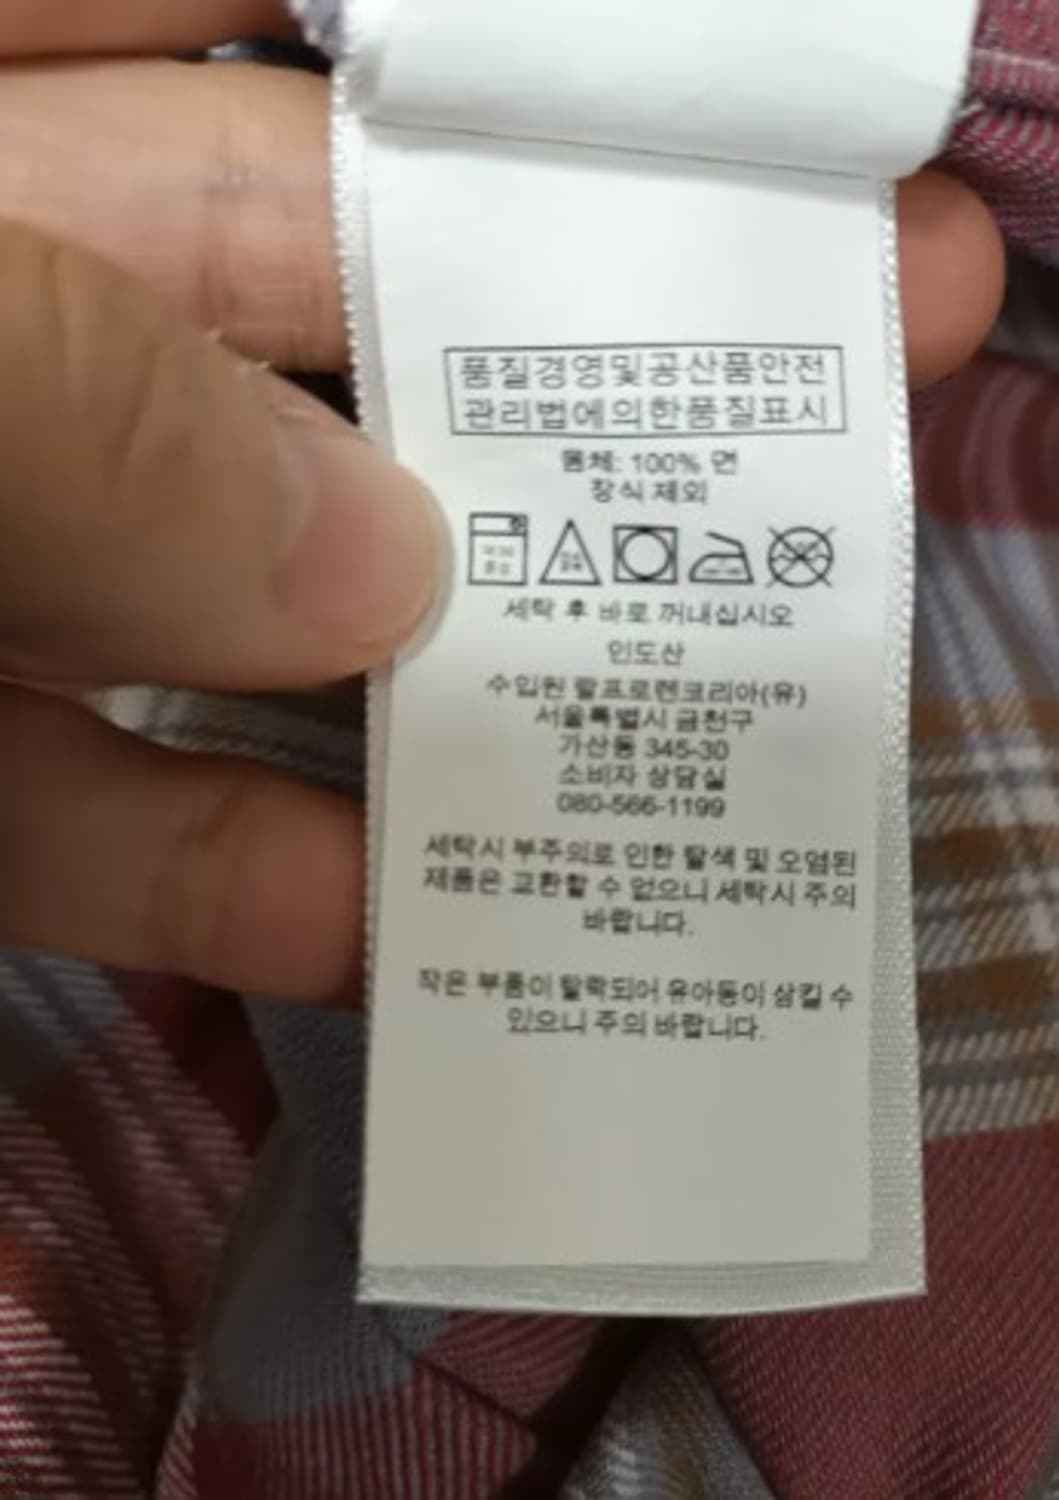 품질경영및공산품안전
관리법에의한품질표시
몸체: 100% 면
장식 제외
세탁 후 바로 꺼내십시오
인도산
수입원 랄프로렌코리아(유)
서울특별시 금천구
가산동 345-30
소비자 상담실
080-566-1199
세탁시 부주의로 인한 탈색 및 오염된
제품은 교환할 수 없으니 세탁시 주의
바랍니다.
작은 부품이 탈락되어 유아동이 삼킬 수
있으니 주의 바랍니다.